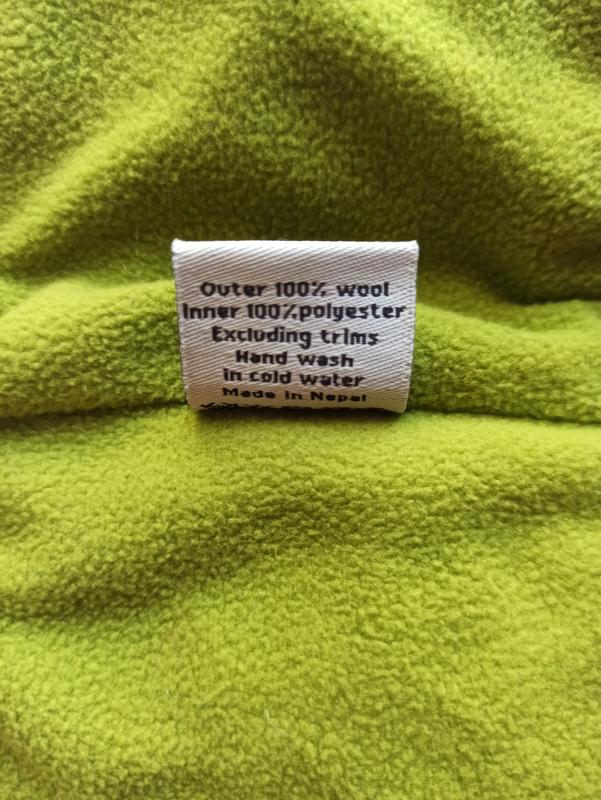 Outer 100% wool
Inner 100%polyester
Excluding trims
Hand wash
in cold water
Made in Nepal